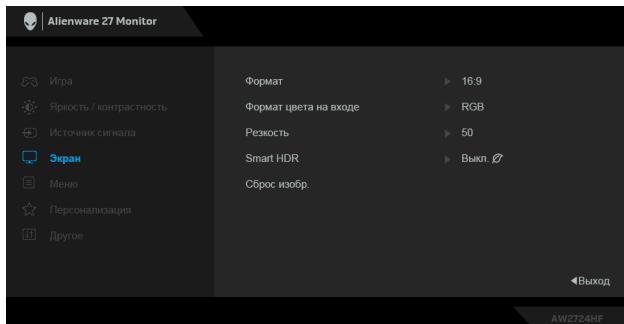 Alienware 27 Monitor
Игра
Яркость / контрастность
Источник сигнала
Экран
Меню
Персонализация
Другое
Формат 16:9
Формат цвета на входе RGB
Резкость 50
Smart HDR Выкл.
Сброс изобр.
Выход
AW2724HF